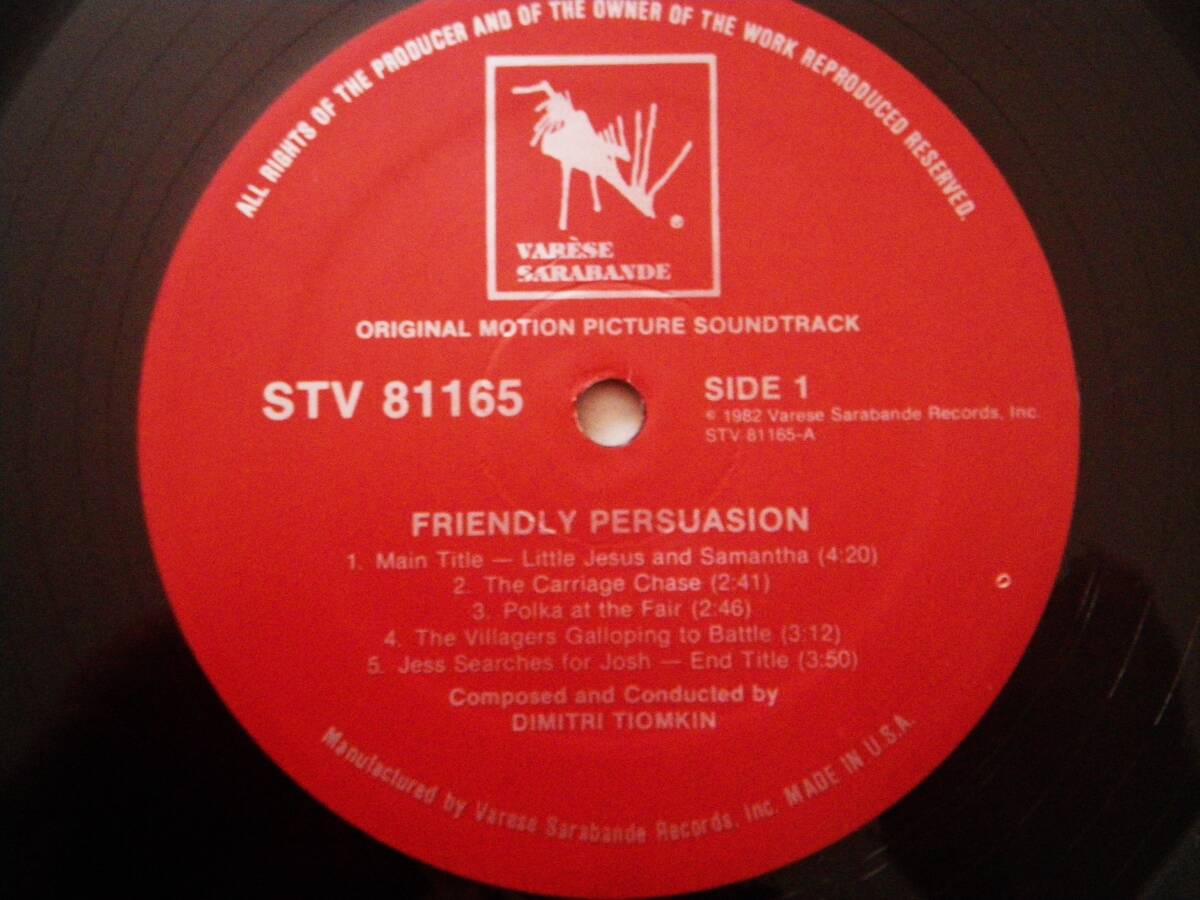 ALL RIGHTS OF THE PRODUCER AND OF THE OWNER OF THE WORK REPRODUCED RESERVED.
VARÈSE
SARABANDE
®
ORIGINAL MOTION PICTURE SOUNDTRACK
STV 81165
SIDE 1
© 1982 Varese Sarabande Records, Inc.
STV 81165-A
FRIENDLY PERSUASION
1. Main Title — Little Jesus and Samantha (4:20)
2. The Carriage Chase (2:41)
3. Polka at the Fair (2:46)
4. The Villagers Galloping to Battle (3:12)
5. Jess Searches for Josh — End Title (3:50)
Composed and Conducted by
DIMITRI TIOMKIN
Manufactured by Varese Sarabande Records, Inc. MADE IN U.S.A.